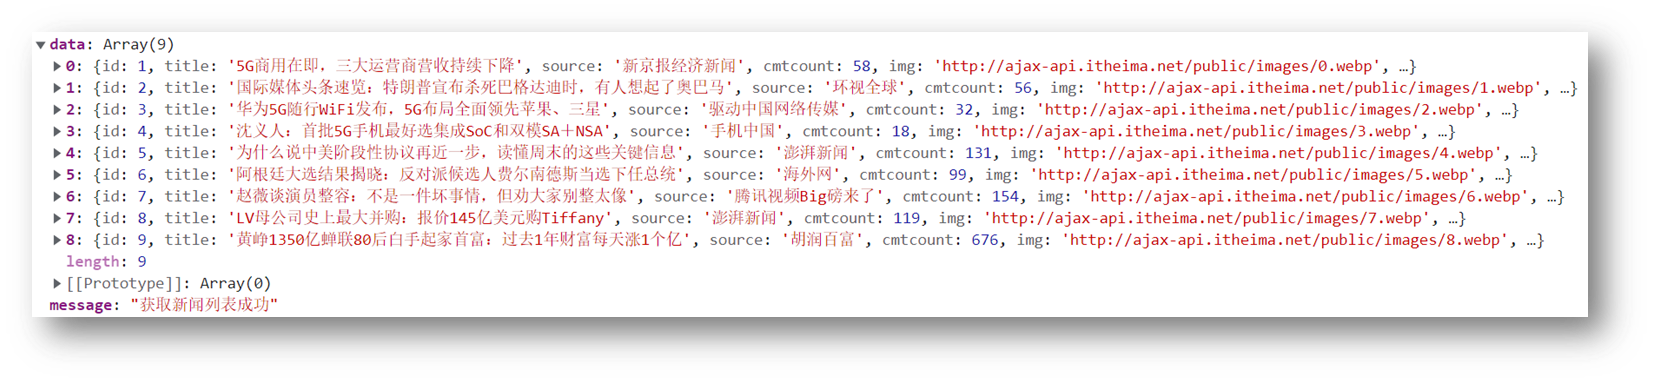 ▼data: Array(9)
▶0: {id: 1, title: '5G商用在即，三大运营商营收持续下降', source: '新京报经济新闻', cmtcount: 58, img: 'http://ajax-api.itheima.net/public/images/0.webp', …}
▶1: {id: 2, title: '国际媒体头条速览：特朗普宣布杀死巴格达迪时，有人想起了奥巴马', source: '环视全球', cmtcount: 56, img: 'http://ajax-api.itheima.net/public/images/1.webp', …}
▶2: {id: 3, title: '华为5G随行WiFi发布，5G布局全面领先苹果、三星', source: '驱动中国网络传媒', cmtcount: 32, img: 'http://ajax-api.itheima.net/public/images/2.webp', …}
▶3: {id: 4, title: '沈义人：首批5G手机最好选集成SoC和双模SA＋NSA', source: '手机中国', cmtcount: 18, img: 'http://ajax-api.itheima.net/public/images/3.webp', …}
▶4: {id: 5, title: '为什么说中美阶段性协议再近一步，读懂周末的这些关键信息', source: '澎湃新闻', cmtcount: 131, img: 'http://ajax-api.itheima.net/public/images/4.webp', …}
▶5: {id: 6, title: '阿根廷大选结果揭晓：反对派候选人费尔南德斯当选下任总统', source: '海外网', cmtcount: 99, img: 'http://ajax-api.itheima.net/public/images/5.webp', …}
▶6: {id: 7, title: '赵薇谈演员整容：不是一件坏事情，但劝大家别整太像', source: '腾讯视频Big磅来了', cmtcount: 154, img: 'http://ajax-api.itheima.net/public/images/6.webp', …}
▶7: {id: 8, title: 'LV母公司史上最大并购：报价145亿美元购Tiffany', source: '澎湃新闻', cmtcount: 119, img: 'http://ajax-api.itheima.net/public/images/7.webp', …}
▶8: {id: 9, title: '黄峥1350亿蝉联80后白手起家首富：过去1年财富每天涨1个亿', source: '胡润百富', cmtcount: 676, img: 'http://ajax-api.itheima.net/public/images/8.webp', …}
length: 9
▶[[Prototype]]: Array(0)
message: "获取新闻列表成功"